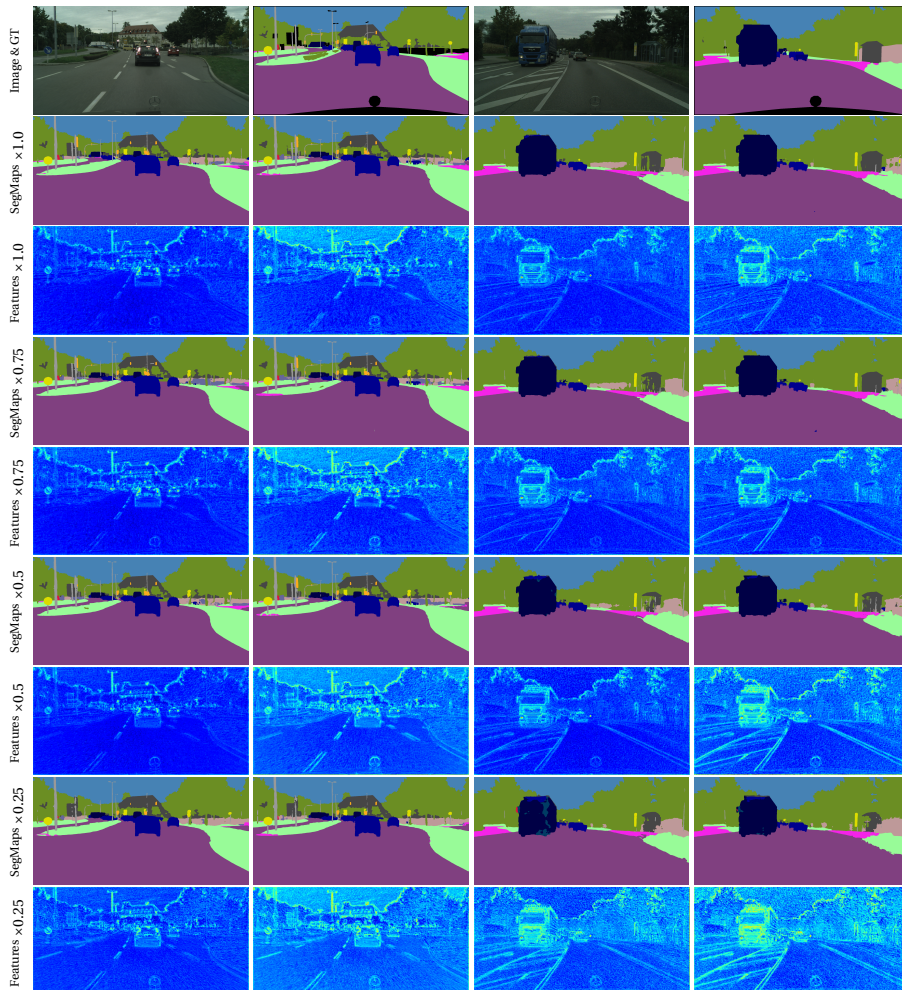 Image & GT
SegMaps ×1.0
Features ×1.0
SegMaps ×0.75
Features ×0.75
SegMaps ×0.5
Features ×0.5
SegMaps ×0.25
Features ×0.25